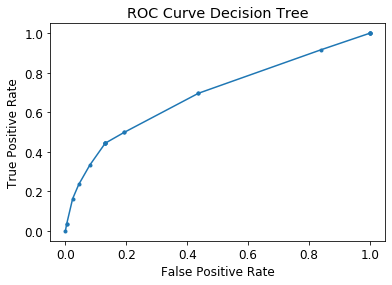 ROC Curve Decision Tree
True Positive Rate
1.0
0.8
0.6
0.4
0.2
0.0
0.0 0.2 0.4 0.6 0.8 1.0
False Positive Rate